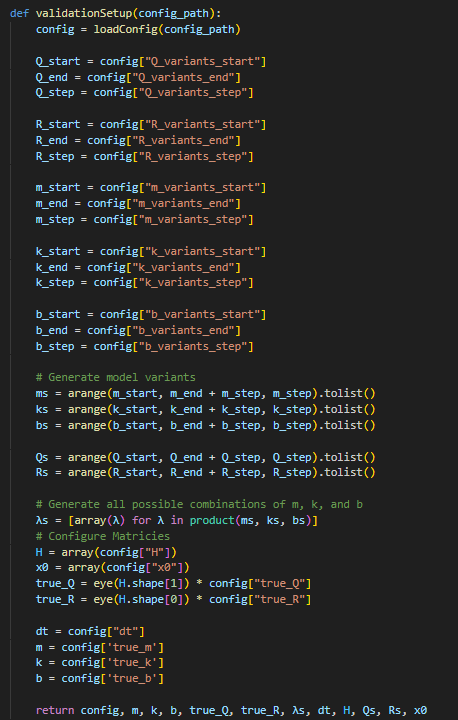 def validationSetup(config_path):
    config = loadConfig(config_path)

    Q_start = config["Q_variants_start"]
    Q_end = config["Q_variants_end"]
    Q_step = config["Q_variants_step"]

    R_start = config["R_variants_start"]
    R_end = config["R_variants_end"]
    R_step = config["R_variants_step"]

    m_start = config["m_variants_start"]
    m_end = config["m_variants_end"]
    m_step = config["m_variants_step"]

    k_start = config["k_variants_start"]
    k_end = config["k_variants_end"]
    k_step = config["k_variants_step"]

    b_start = config["b_variants_start"]
    b_end = config["b_variants_end"]
    b_step = config["b_variants_step"]

    # Generate model variants
    ms = arange(m_start, m_end + m_step, m_step).tolist()
    ks = arange(k_start, k_end + k_step, k_step).tolist()
    bs = arange(b_start, b_end + b_step, b_step).tolist()

    Qs = arange(Q_start, Q_end + Q_step, Q_step).tolist()
    Rs = arange(R_start, R_end + R_step, R_step).tolist()

    # Generate all possible combinations of m, k, and b
    λs = [array(λ) for λ in product(ms, ks, bs)]
    # Configure Matricies
    H = array(config["H"])
    x0 = array(config["x0"])
    true_Q = eye(H.shape[1]) * config["true_Q"]
    true_R = eye(H.shape[0]) * config["true_R"]

    dt = config["dt"]
    m = config['true_m']
    k = config['true_k']
    b = config['true_b']

    return config, m, k, b, true_Q, true_R, λs, dt, H, Qs, Rs, x0